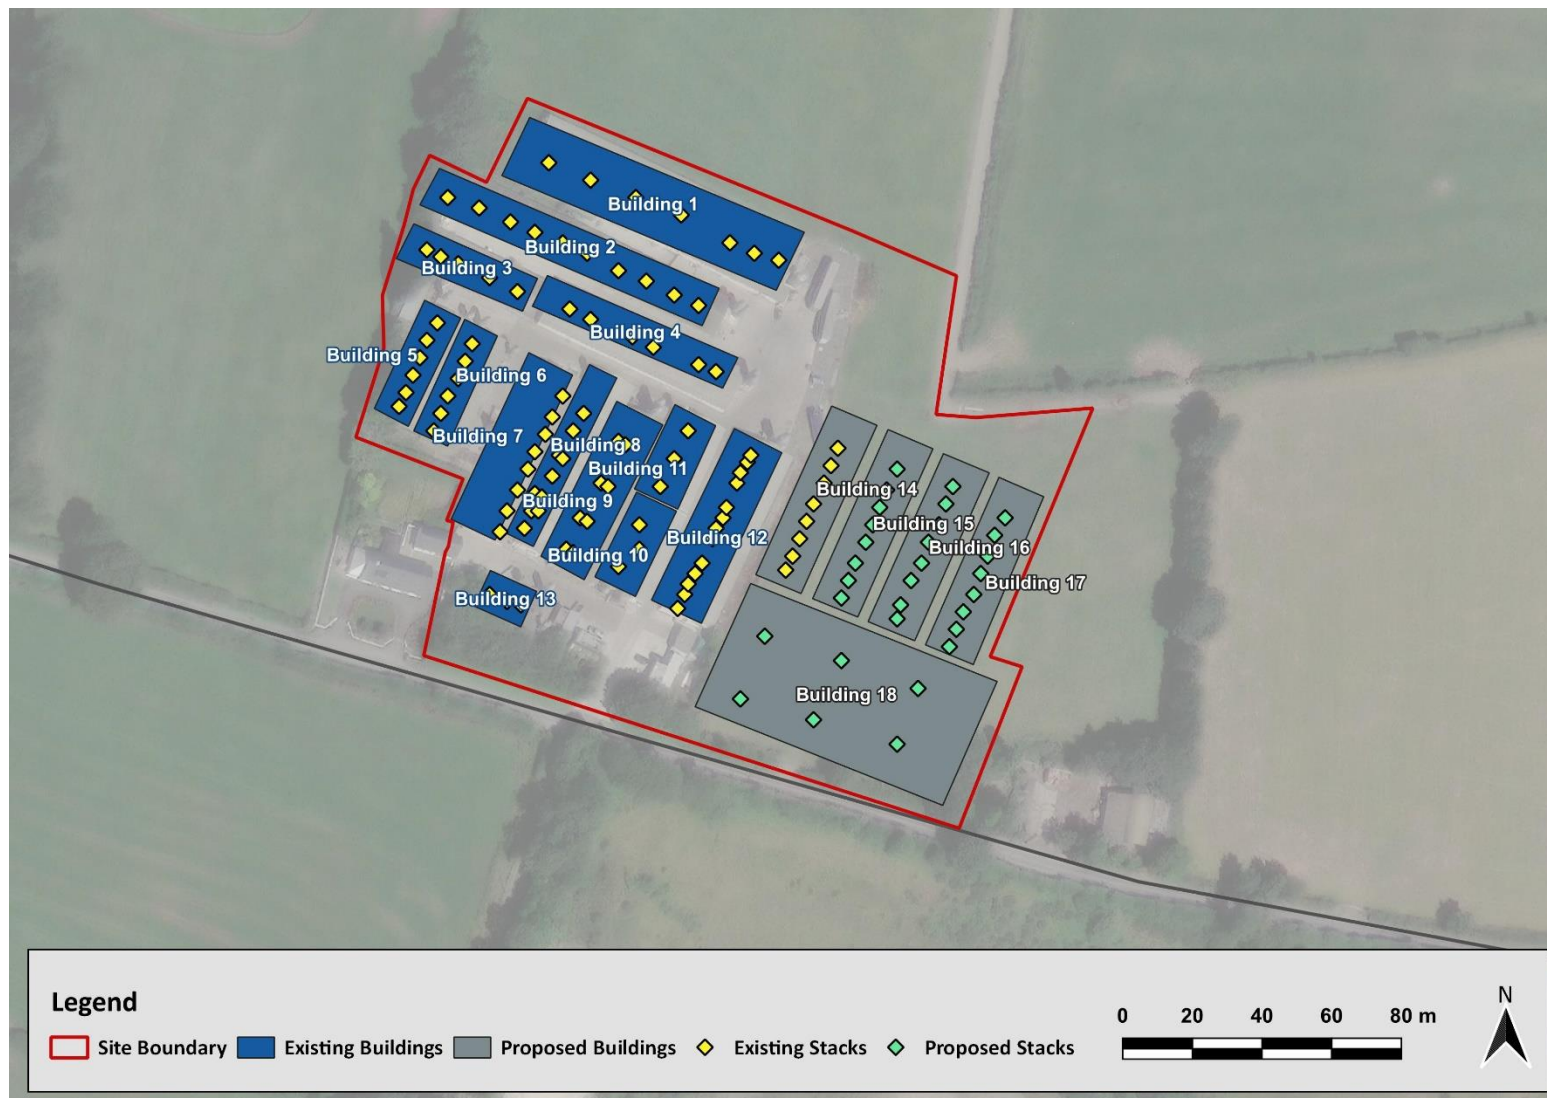 Building 1
Building 2
Building 3
Building 4
Building 5
Building 6
Building 7
Building 8
Building 11
Building 9
Building 10
Building 12
Building 13
Building 14
Building 15
Building 16
Building 17
Building 18
Legend
Site Boundary Existing Buildings Proposed Buildings Existing Stacks Proposed Stacks
0 20 40 60 80 m
N